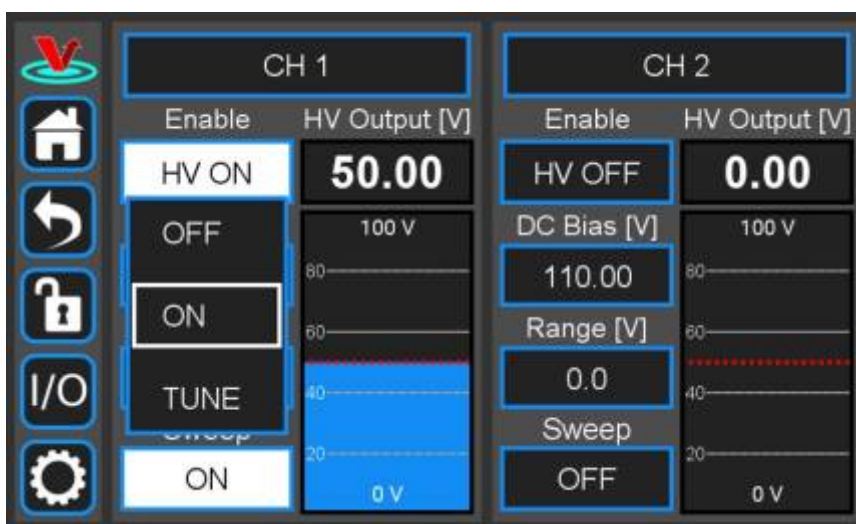 CH 1
Enable
HV Output [V]
HV ON
50.00
OFF
ON
TUNE
Sweep
ON
100 V
80
60
40
20
0 V
CH 2
Enable
HV Output [V]
HV OFF
0.00
DC Bias [V]
110.00
Range [V]
0.0
Sweep
OFF
100 V
80
60
40
20
0 V
I/O